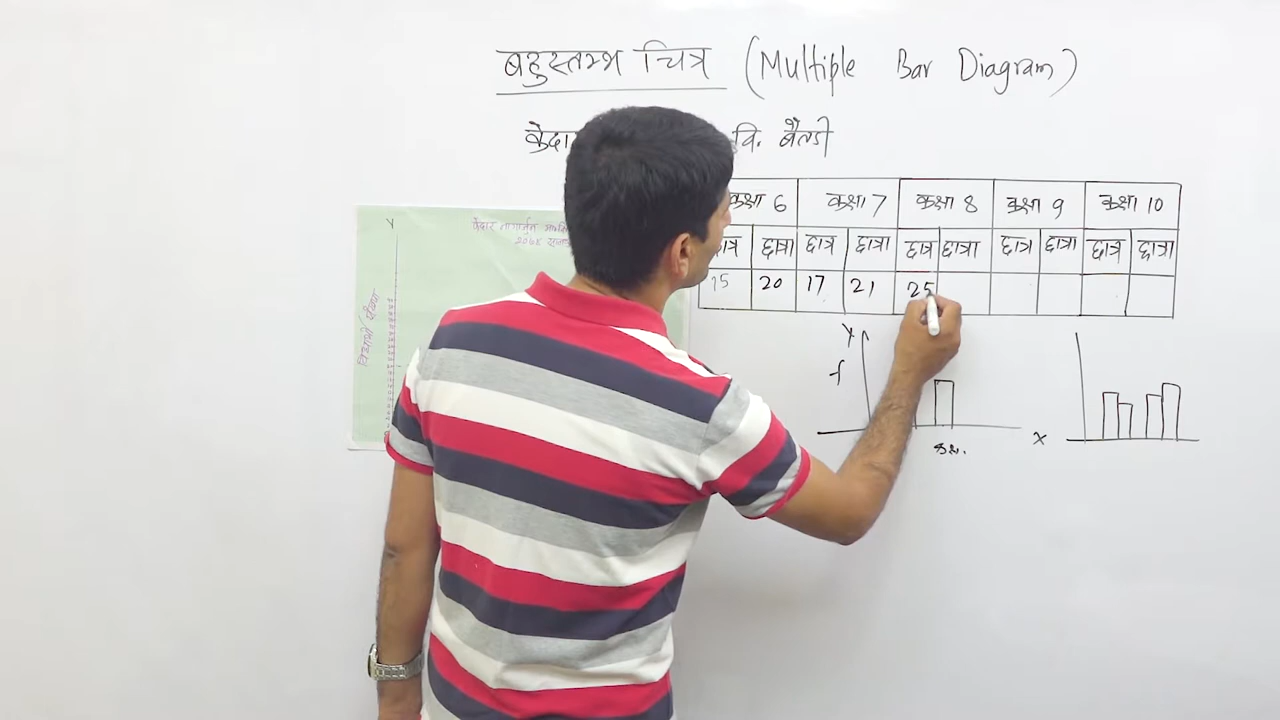 बहुस्तम्भ चित्र (Multiple Bar Diagram)
वि. बैल्डी
कक्षा 6 कक्षा 7 कक्षा 8 कक्षा 9 कक्षा 10
छात्र छात्रा छात्र छात्रा छात्र छात्रा छात्र छात्रा छात्र छात्रा
15 20 17 21 25
Y
f
X
कक्षा
Y
केदार नागार्जुन
विद्यार्थी संख्या